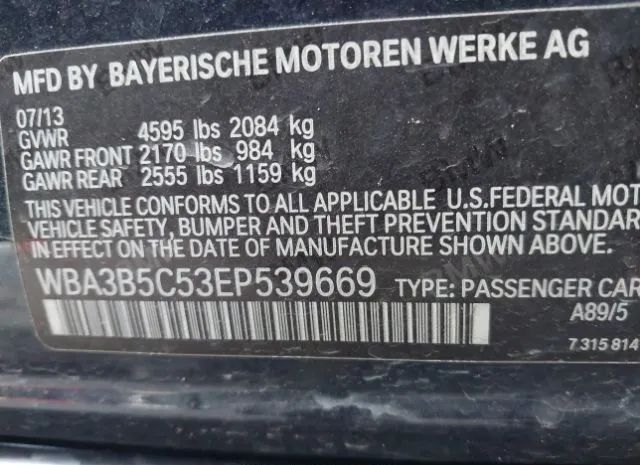 MFD BY BAYERISCHE MOTOREN WERKE AG
07/13
GVWR 4595 lbs 2084 kg
GAWR FRONT 2170 lbs 984 kg
GAWR REAR 2555 lbs 1159 kg
THIS VEHICLE CONFORMS TO ALL APPLICABLE U.S.FEDERAL MOT
VEHICLE SAFETY, BUMPER AND THEFT PREVENTION STANDAR
IN EFFECT ON THE DATE OF MANUFACTURE SHOWN ABOVE.
WBA3B5C53EP539669 TYPE: PASSENGER CAR
A89/5
7 315 814